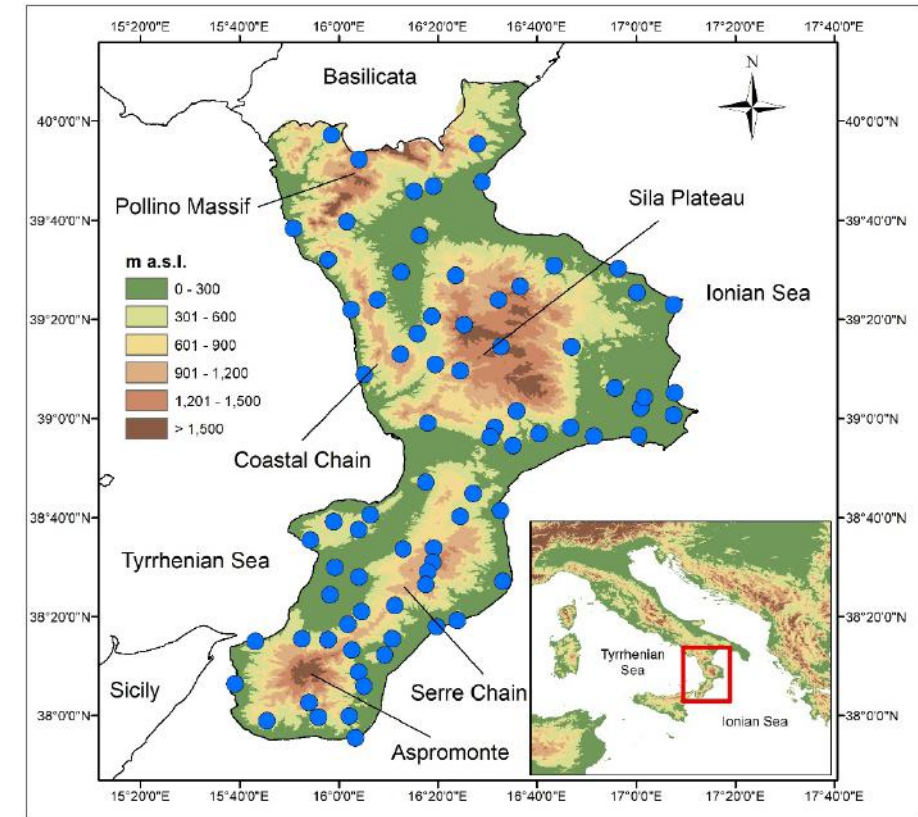 15°20'0"E 15°40'0"E 16°0'0"E 16°20'0"E 16°40'0"E 17°0'0"E 17°20'0"E 17°40'0"E
Basilicata
N
40°0'0"N
40°0'0"N
Pollino Massif
Sila Plateau
39°40'0"N
39°40'0"N
m a.s.l.
0 - 300
301 - 600
601 - 900
901 - 1,200
1,201 - 1,500
> 1,500
Ionian Sea
39°20'0"N
39°20'0"N
39°0'0"N
39°0'0"N
Coastal Chain
38°40'0"N
38°40'0"N
Tyrrhenian Sea
38°20'0"N
38°20'0"N
Sicily
Serre Chain
38°0'0"N
38°0'0"N
Aspromonte
Tyrrhenian
Sea
Ionian Sea
15°20'0"E 15°40'0"E 16°0'0"E 16°20'0"E 16°40'0"E 17°0'0"E 17°20'0"E 17°40'0"E